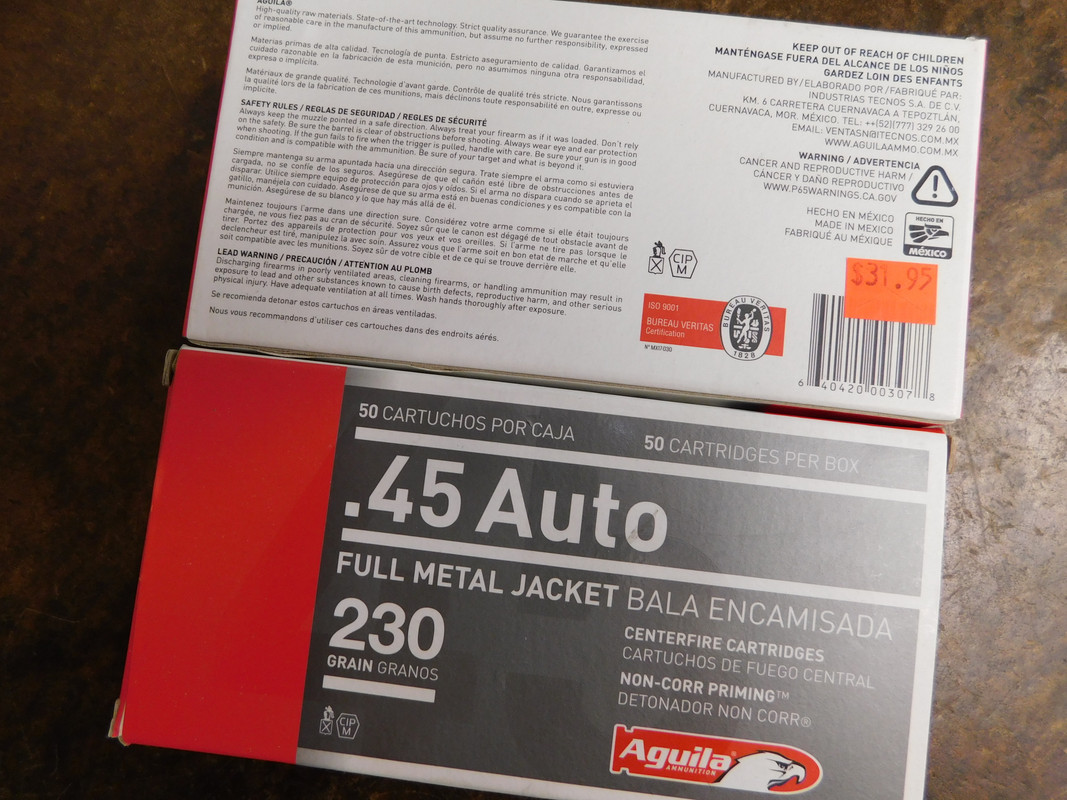 AGUILA®
High-quality raw materials. State-of-the-art technology. Strict quality assurance. We guarantee the exercise
of reasonable care in the manufacture of this ammunition, but assume no further responsibility, expressed
or implied.
Materias primas de alta calidad. Tecnología de punta. Estricto aseguramiento de calidad. Garantizamos el
cuidado razonable en la fabricación de esta munición, pero no asumimos ninguna otra responsabilidad,
expresa o implícita.
Matériaux de grande qualité. Technologie d'avant garde. Contrôle de qualité trés stricte. Nous garantissons
la qualité lors de la fabrication de ces munitions, mais déclinons toute responsabilité en outre, expresse ou
implicite.
SAFETY RULES / REGLAS DE SEGURIDAD / REGLES DE SÉCURITÉ
Always keep the muzzle pointed in a safe direction. Always treat your firearm as if it was loaded. Don't rely
on the safety. Be sure the barrel is clear of obstructions before shooting. Always wear eye and ear protection
when shooting. If the gun fails to fire when the trigger is pulled, handle with care. Be sure your gun is in good
condition and is compatible with the ammunition. Be sure of your target and what is beyond it.
Siempre mantenga su arma apuntada hacia una dirección segura. Trate siempre el arma como si estuviera
cargada, no se confíe de los seguros. Asegúrese de que el cañón esté libre de obstrucciones antes de
disparar. Utilice siempre equipo de protección para ojos y oídos. Si el arma no dispara cuando se aprieta el
gatillo, manéjela con cuidado. Asegúrese de que su arma está en buenas condiciones y es compatible con la
munición. Asegúrese de su blanco y lo que hay más allá de él.
Maintenez toujours l'arme dans une direction sure. Considérez votre arme comme si elle était toujours
chargée, ne vous fiez pas au cran de sécurité. Soyez sûr que le canon est dégagé de tout obstacle avant de
tirer. Portez des appareils de protection pour vos yeux et vos oreilles. Si l'arme ne tire pas lorsque le
declencheur est tiré, manipulez la avec soin. Assurez vous que l'arme soit en bon etat de marche et qu'elle
soit compatible avec les munitions. Soyez sûr de votre cible et de ce qui se trouve derrière elle.
LEAD WARNING / PRECAUCIÓN / ATTENTION AU PLOMB
Discharging firearms in poorly ventilated areas, cleaning firearms, or handling ammunition may result in
exposure to lead and other substances known to cause birth defects, reproductive harm, and other serious
physical injury. Have adequate ventilation at all times. Wash hands thoroughly after exposure.
Se recomienda detonar estos cartuchos en áreas ventiladas.
Nous vous recommandons d'utiliser ces cartouches dans des endroits aérés.
KEEP OUT OF REACH OF CHILDREN
MANTÉNGASE FUERA DEL ALCANCE DE LOS NIÑOS
GARDEZ LOIN DES ENFANTS
MANUFACTURED BY / ELABORADO POR / FABRIQUÉ PAR:
INDUSTRIAS TECNOS S.A. DE C.V.
KM. 6 CARRETERA CUERNAVACA A TEPOZTLÁN,
CUERNAVACA, MOR. MÉXICO. TEL: ++(52)(777) 329 26 00
EMAIL: VENTASN@ITECNOS.COM.MX
WWW.AGUILAAMMO.COM.MX
WARNING / ADVERTENCIA
CANCER AND REPRODUCTIVE HARM /
CÁNCER Y DAÑO REPRODUCTIVO
WWW.P65WARNINGS.CA.GOV
HECHO EN MÉXICO
MADE IN MEXICO
FABRIQUÉ AU MÉXIQUE
HECHO EN
MÉXICO
CIP
M
ISO 9001
BUREAU VERITAS
Certification
BUREAU VERITAS
1828
$31.95
6 40420 00307 8
50 CARTUCHOS POR CAJA
50 CARTRIDGES PER BOX
.45 Auto
FULL METAL JACKET BALA ENCAMISADA
230
GRAIN GRANOS
CENTERFIRE CARTRIDGES
CARTUCHOS DE FUEGO CENTRAL
NON-CORR PRIMING™
DETONADOR NON CORR®
CIP
M
Aguila®
AMMUNITION